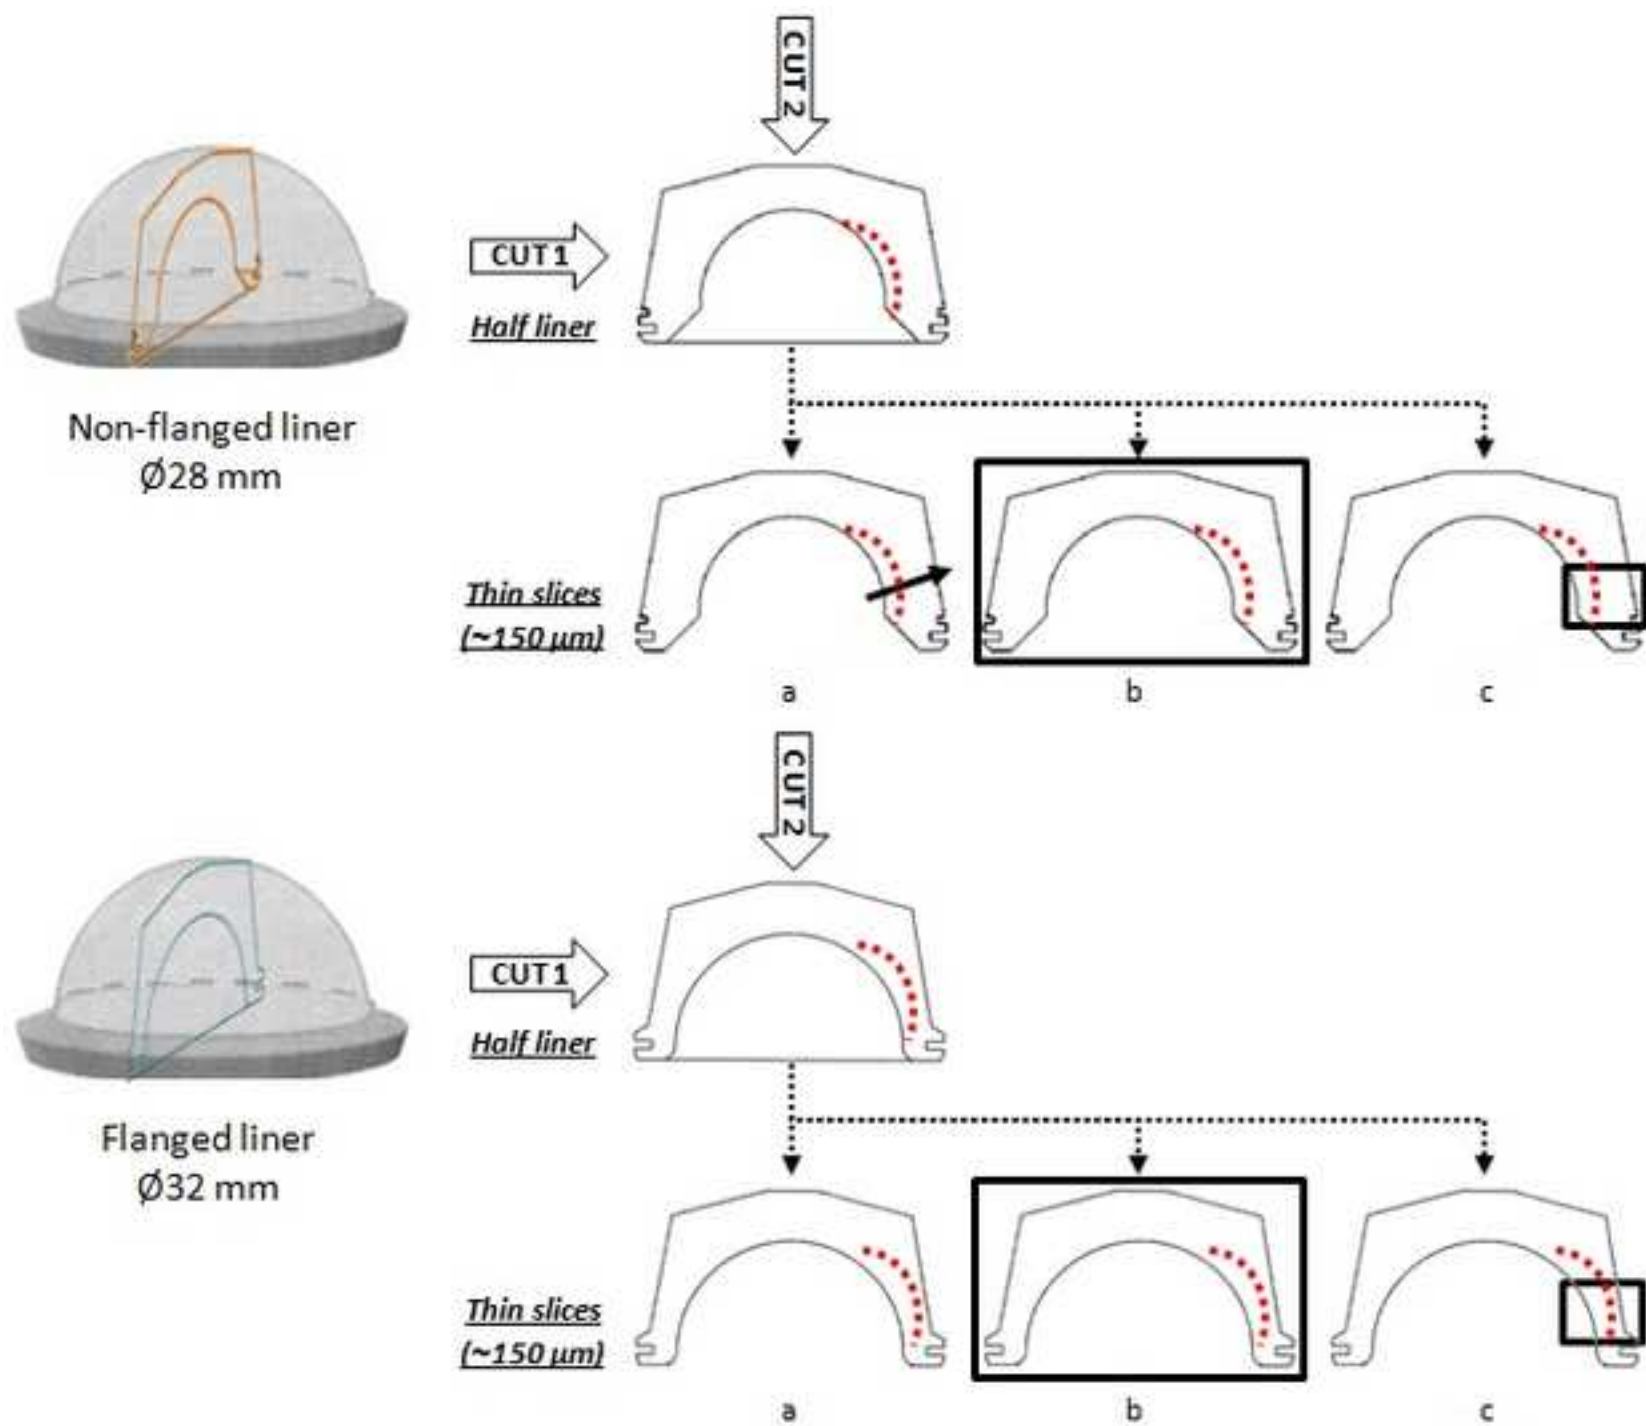 CUT 2
CUT 1
Half liner
Non-flanged liner
Ø28 mm
Thin slices
(~150 µm)
a
b
c
CUT 2
CUT 1
Half liner
Flanged liner
Ø32 mm
Thin slices
(~150 µm)
a
b
c